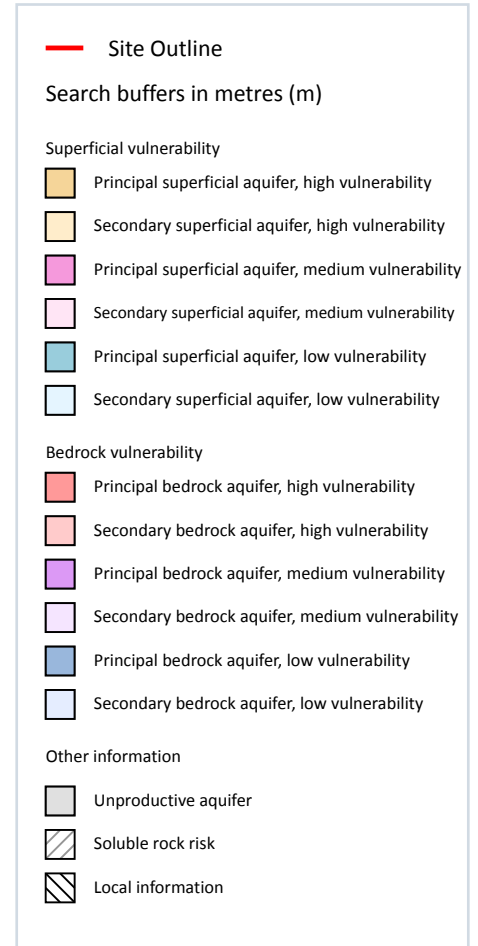 Site Outline
Search buffers in metres (m)
Superficial vulnerability
Principal superficial aquifer, high vulnerability
Secondary superficial aquifer, high vulnerability
Principal superficial aquifer, medium vulnerability
Secondary superficial aquifer, medium vulnerability
Principal superficial aquifer, low vulnerability
Secondary superficial aquifer, low vulnerability
Bedrock vulnerability
Principal bedrock aquifer, high vulnerability
Secondary bedrock aquifer, high vulnerability
Principal bedrock aquifer, medium vulnerability
Secondary bedrock aquifer, medium vulnerability
Principal bedrock aquifer, low vulnerability
Secondary bedrock aquifer, low vulnerability
Other information
Unproductive aquifer
Soluble rock risk
Local information